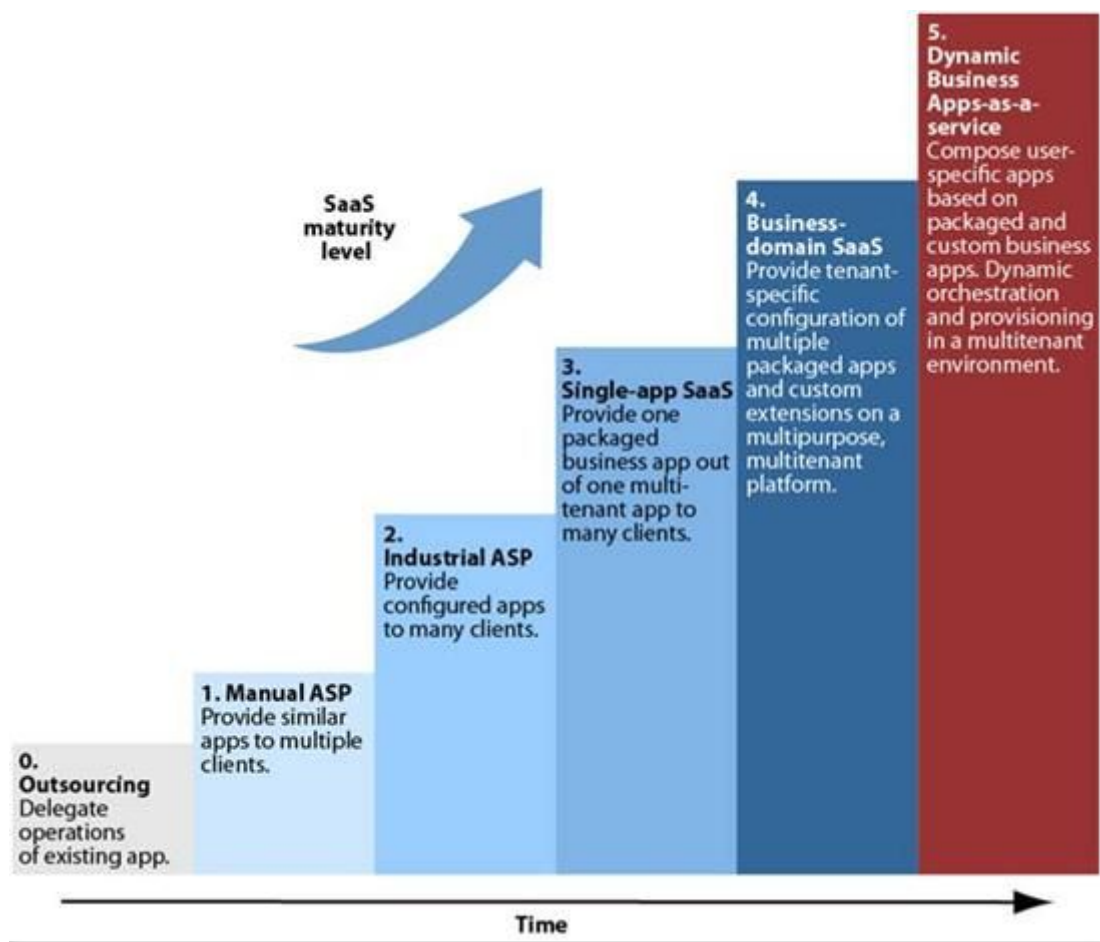 SaaS
maturity
level
0.
Outsourcing
Delegate
operations
of existing app.
1. Manual ASP
Provide similar
apps to multiple
clients.
2.
Industrial ASP
Provide
configured apps
to many clients.
3.
Single-app SaaS
Provide one
packaged
business app out
of one multi-
tenant app to
many clients.
4.
Business-
domain SaaS
Provide tenant-
specific
configuration of
multiple
packaged apps
and custom
extensions on a
multipurpose,
multitenant
platform.
5.
Dynamic
Business
Apps-as-a-
service
Compose user-
specific apps
based on
packaged and
custom business
apps. Dynamic
orchestration
and provisioning
in a multitenant
environment.
Time